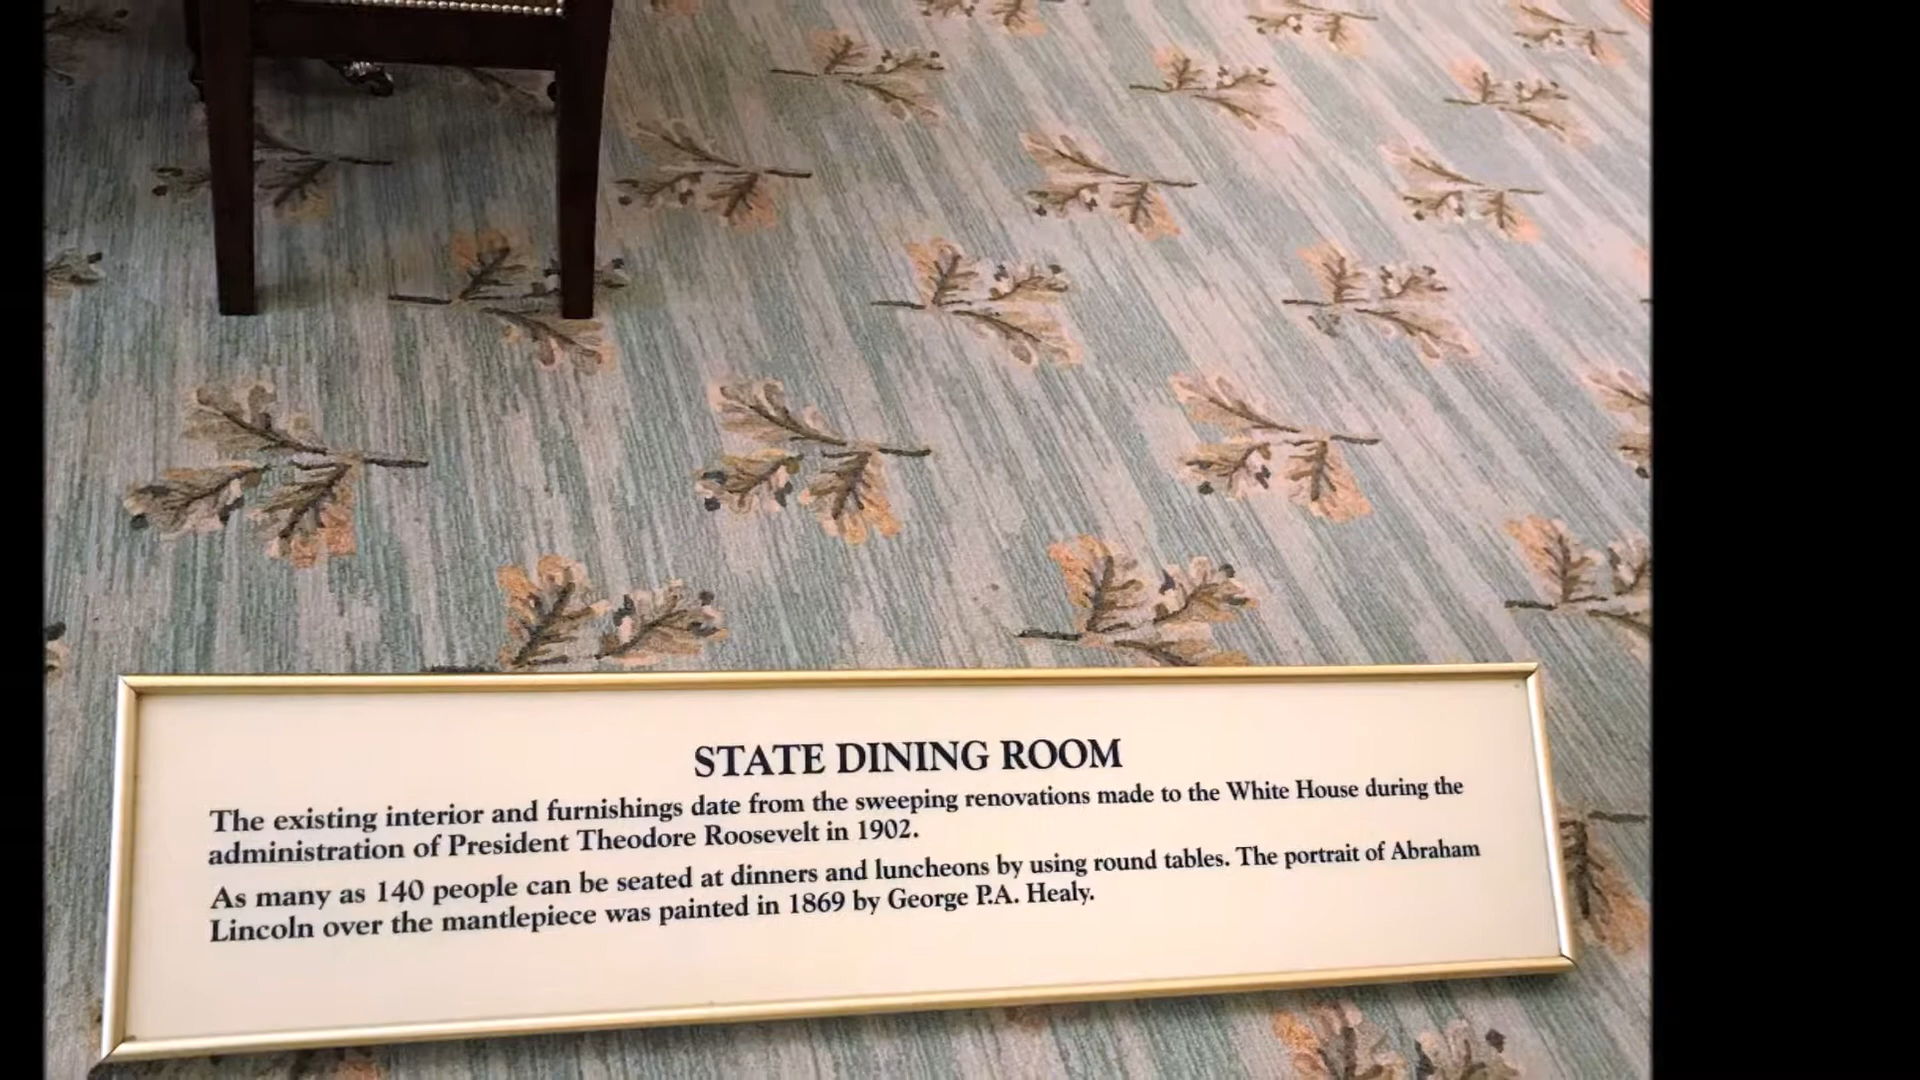 STATE DINING ROOM
The existing interior and furnishings date from the sweeping renovations made to the White House during the
administration of President Theodore Roosevelt in 1902.
As many as 140 people can be seated at dinners and luncheons by using round tables. The portrait of Abraham
Lincoln over the mantlepiece was painted in 1869 by George P.A. Healy.